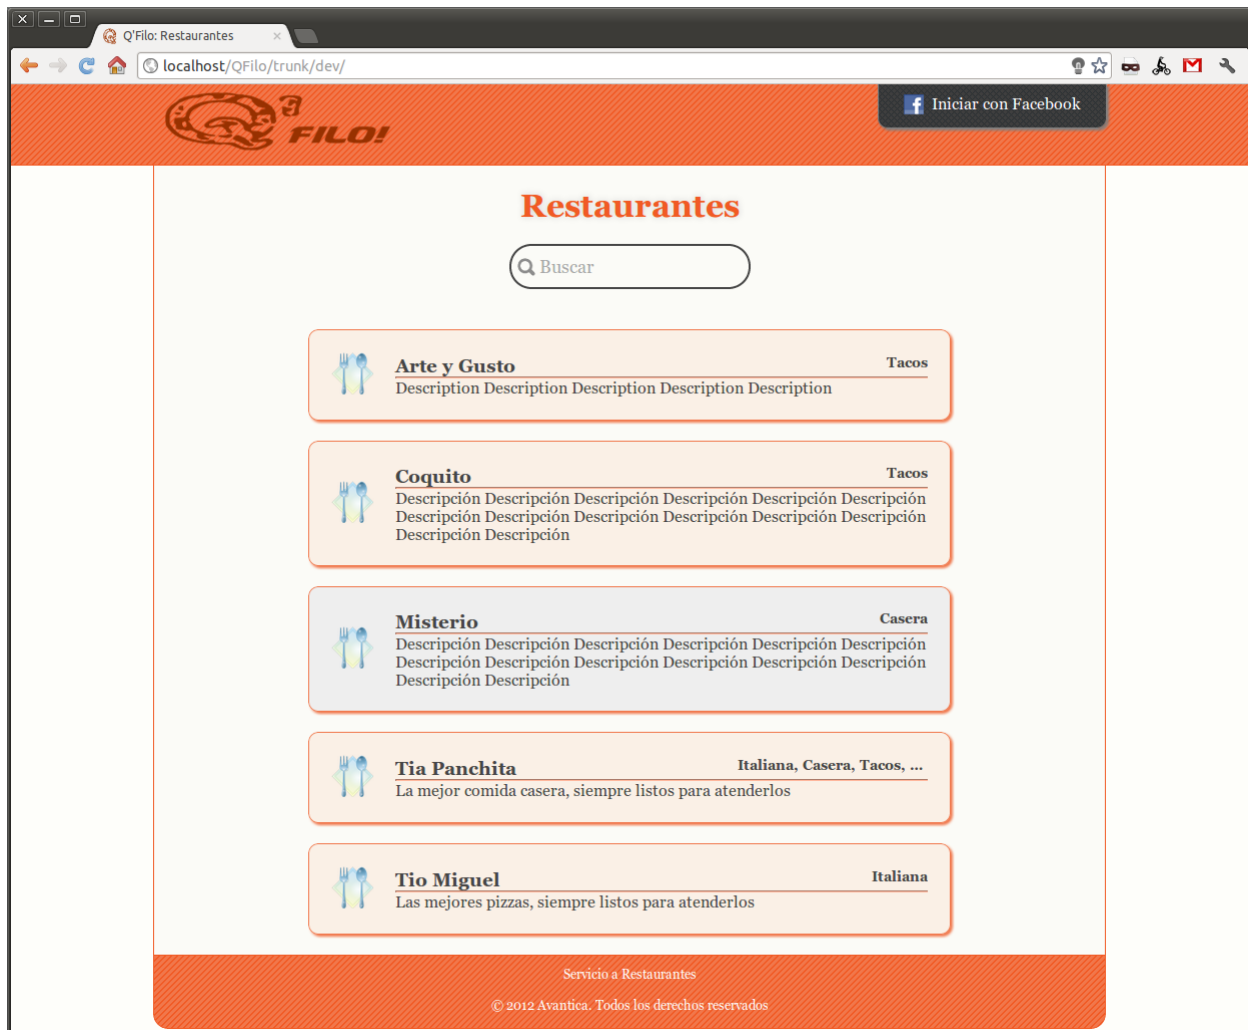 Q'Filo: Restaurantes
localhost/QFilo/trunk/dev/
Q3 FILO!
Iniciar con Facebook
Restaurantes
Buscar
Arte y Gusto
Tacos
Description Description Description Description Description
Coquito
Tacos
Descripción Descripción Descripción Descripción Descripción Descripción
Descripción Descripción Descripción Descripción Descripción Descripción
Descripción Descripción
Misterio
Casera
Descripción Descripción Descripción Descripción Descripción Descripción
Descripción Descripción Descripción Descripción Descripción Descripción
Descripción Descripción
Tia Panchita
Italiana, Casera, Tacos, ...
La mejor comida casera, siempre listos para atenderlos
Tio Miguel
Italiana
Las mejores pizzas, siempre listos para atenderlos
Servicio a Restaurantes
© 2012 Avantica. Todos los derechos reservados